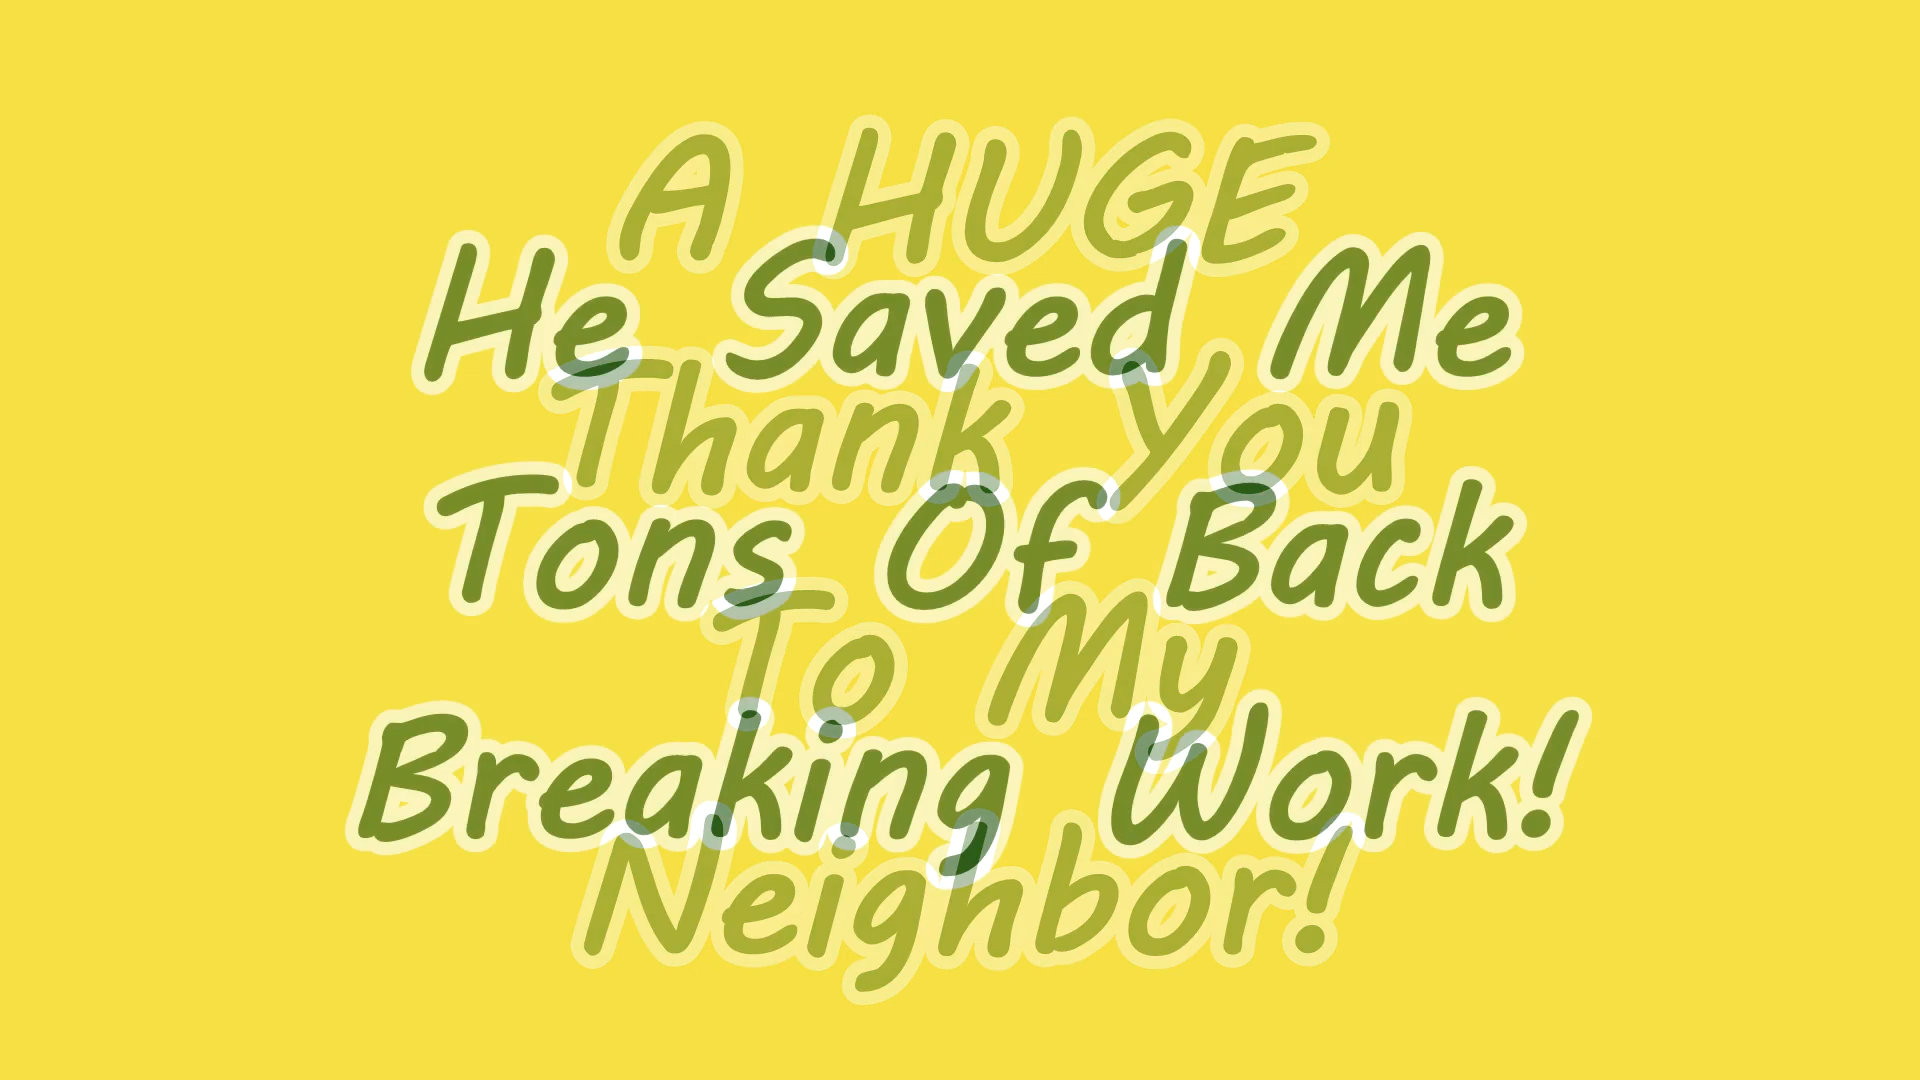 A HUGE
He Saved Me
Thank You
Tons Of Back
To My
Breaking Work!
Neighbor!